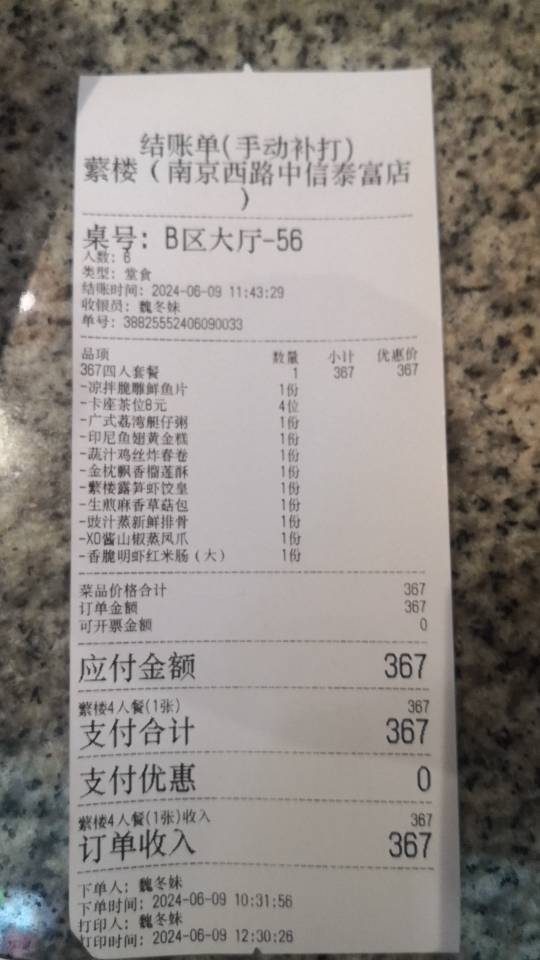 结账单(手动补打)
蘩楼（南京西路中信泰富店
）
桌号: B区大厅-56
人数: 6
类型: 堂食
结账时间: 2024-06-09 11:43:29
收银员: 魏冬妹
单号: 38825552406090033
品项 数量 小计 优惠价
367四人套餐 1 367 367
-凉拌脆雕鲜鱼片 1份
-卡座茶位8元 4位
-广式荔湾艇仔粥 1份
-印尼鱼翅黄金糕 1份
-蔬汁鸡丝炸春卷 1份
-金枕飘香榴莲酥 1份
-蘩楼露笋虾饺皇 1份
-生煎麻香草菇包 1份
-豉汁蒸新鲜排骨 1份
-XO酱山椒蒸凤爪 1份
-香脆明虾红米肠（大） 1份
菜品价格合计 367
订单金额 367
可开票金额 0
应付金额 367
蘩楼4人餐(1张) 367
支付合计 367
支付优惠 0
蘩楼4人餐(1张)收入 367
订单收入 367
下单人: 魏冬妹
下单时间: 2024-06-09 10:31:56
打印人: 魏冬妹
打印时间: 2024-06-09 12:30:26